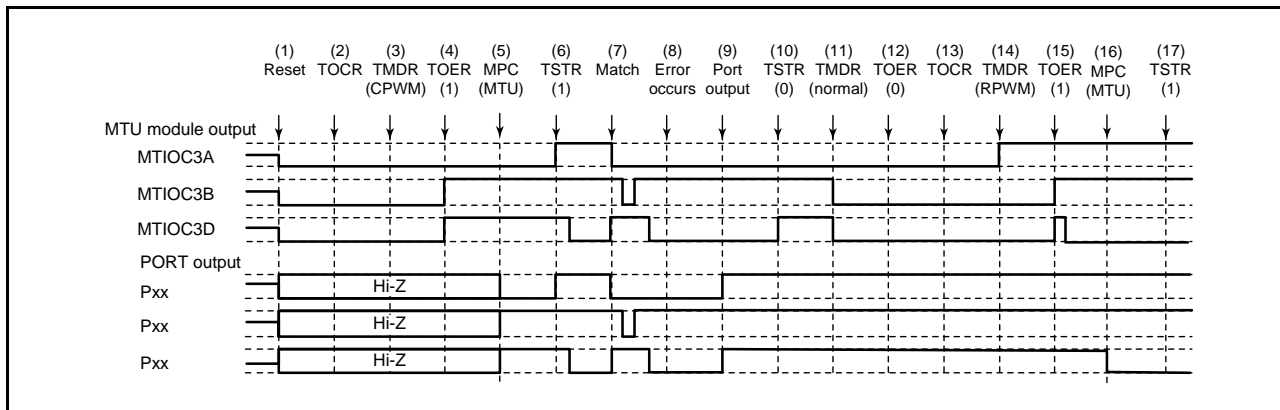 (1) (2) (3) (4) (5) (6) (7) (8) (9) (10) (11) (12) (13) (14) (15) (16) (17)
Reset TOCR TMDR TOER MPC TSTR Match Error Port TSTR TMDR TOER TOCR TMDR TOER MPC TSTR
(CPWM) (1) (MTU) (1) occurs output (0) (normal) (0) (RPWM) (1) (MTU) (1)
MTU module output
MTIOC3A
MTIOC3B
MTIOC3D
PORT output
Pxx Hi-Z
Pxx Hi-Z
Pxx Hi-Z